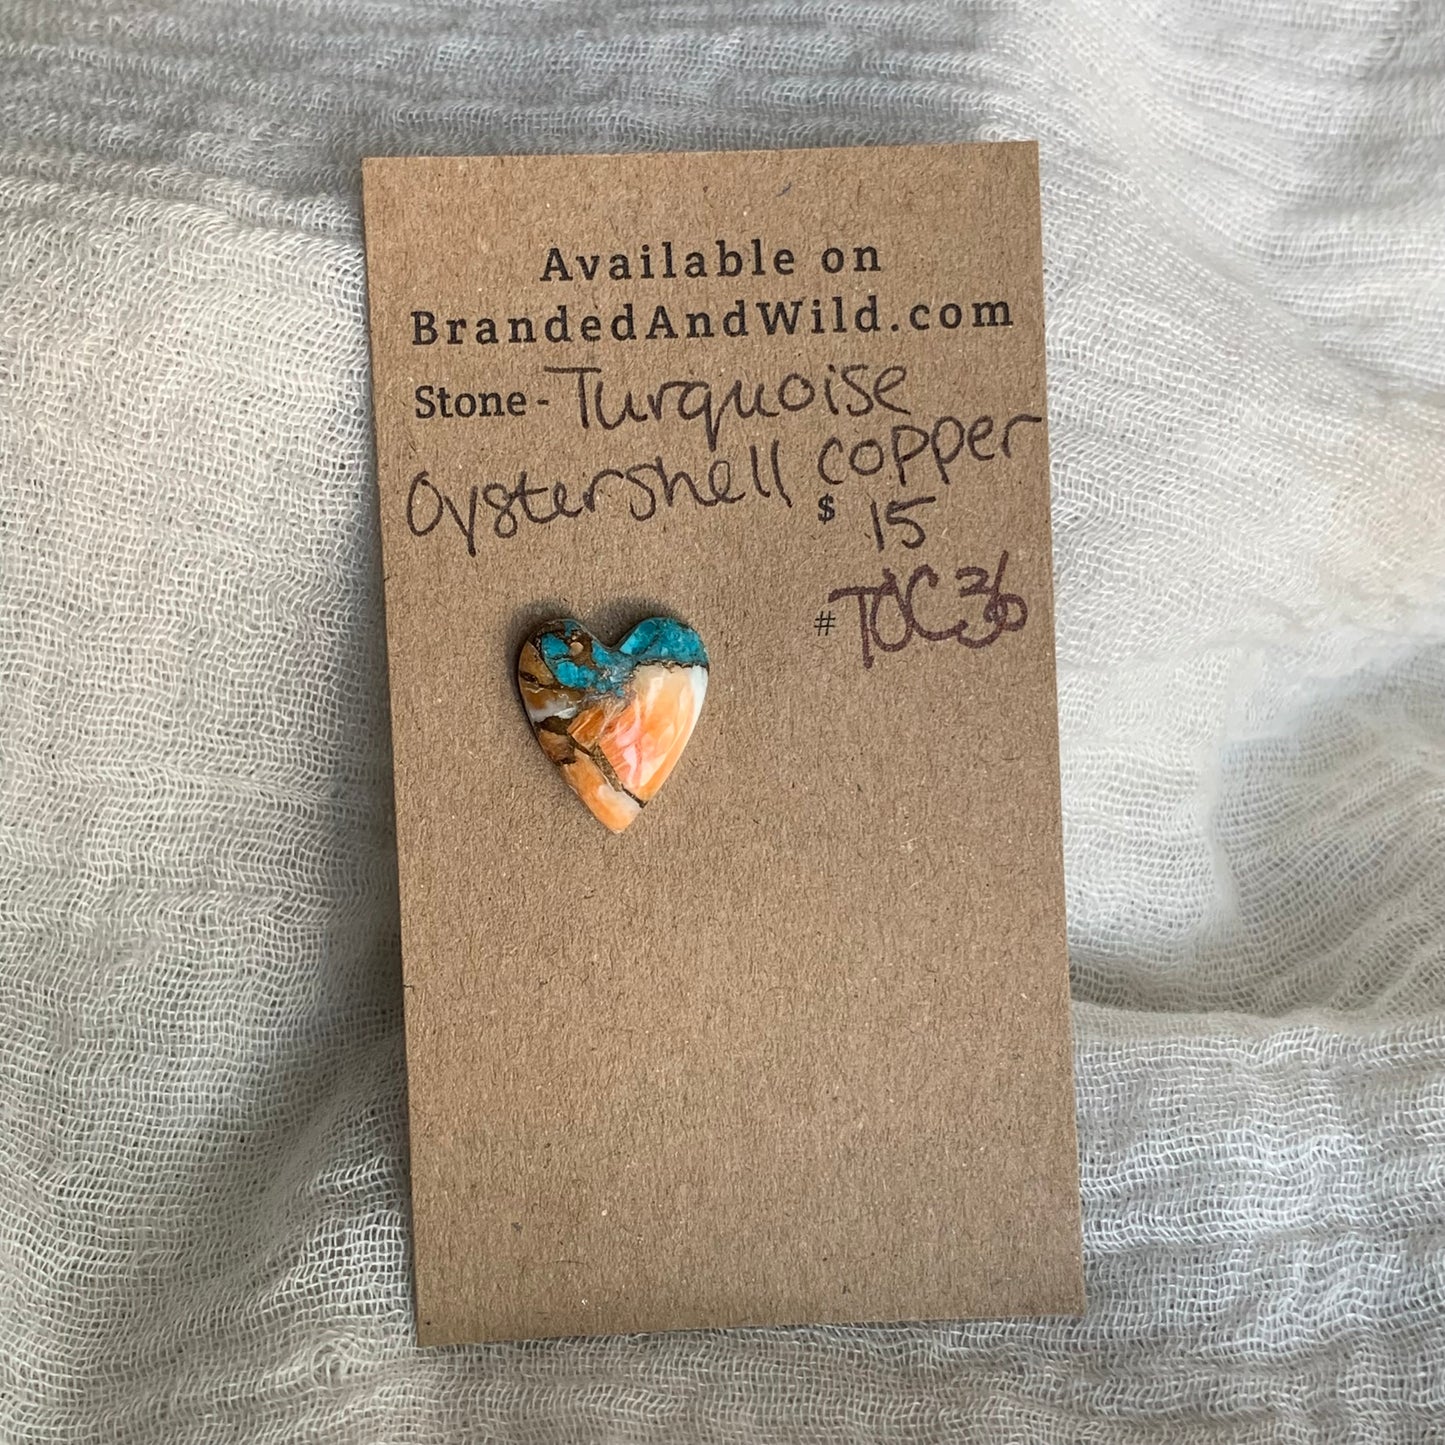 Available on
BrandedAndWild.com
Stone - Turquoise
Oystershell copper
$ 15
# TOC36